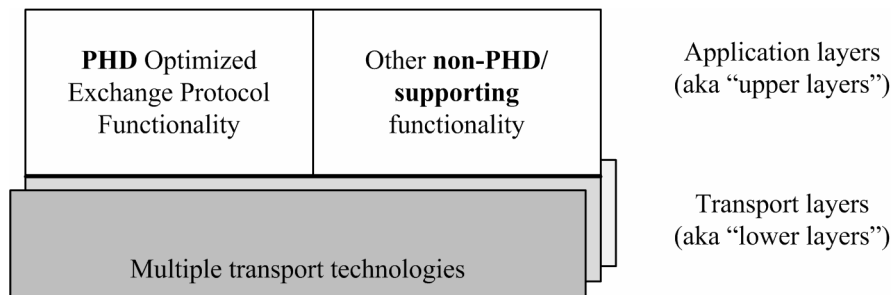 PHD Optimized
Exchange Protocol
Functionality
Other non-PHD/
supporting
functionality
Application layers
(aka “upper layers”)
Multiple transport technologies
Transport layers
(aka “lower layers”)